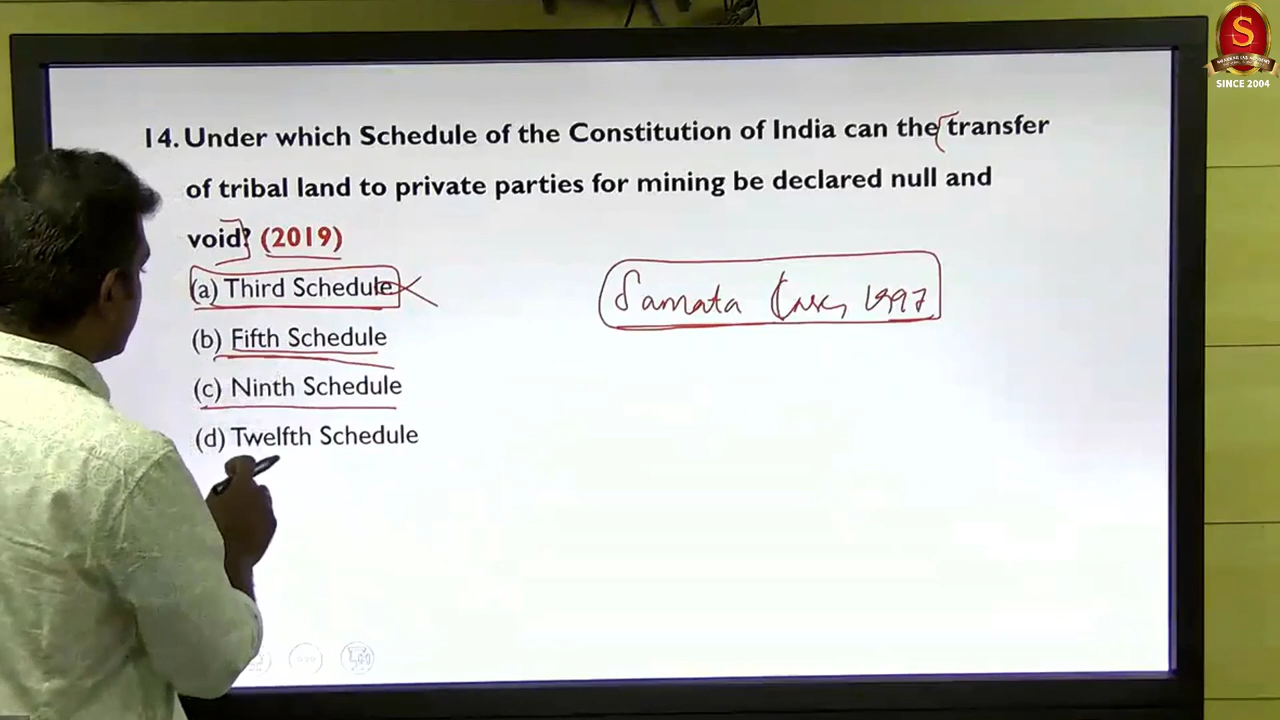 14. Under which Schedule of the Constitution of India can the transfer
of tribal land to private parties for mining be declared null and
void? (2019)
(a) Third Schedule
(b) Fifth Schedule
(c) Ninth Schedule
(d) Twelfth Schedule
Samata Case, 1997
S
SINCE 2004